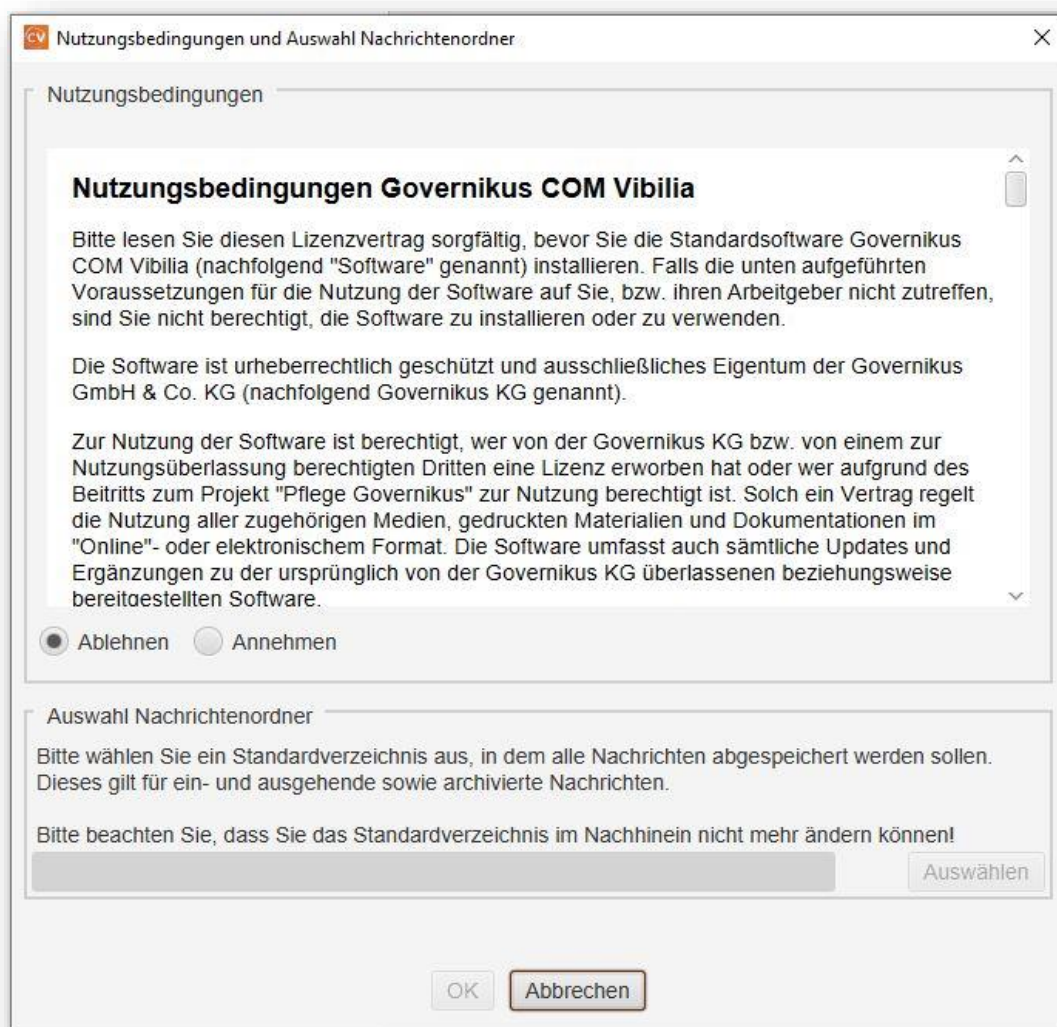 CV Nutzungsbedingungen und Auswahl Nachrichtenordner
Nutzungsbedingungen
Nutzungsbedingungen Governikus COM Vibilia
Bitte lesen Sie diesen Lizenzvertrag sorgfältig, bevor Sie die Standardsoftware Governikus
COM Vibilia (nachfolgend "Software" genannt) installieren. Falls die unten aufgeführten
Voraussetzungen für die Nutzung der Software auf Sie, bzw. ihren Arbeitgeber nicht zutreffen,
sind Sie nicht berechtigt, die Software zu installieren oder zu verwenden.
Die Software ist urheberrechtlich geschützt und ausschließliches Eigentum der Governikus
GmbH & Co. KG (nachfolgend Governikus KG genannt).
Zur Nutzung der Software ist berechtigt, wer von der Governikus KG bzw. von einem zur
Nutzungsüberlassung berechtigten Dritten eine Lizenz erworben hat oder wer aufgrund des
Beitritts zum Projekt "Pflege Governikus" zur Nutzung berechtigt ist. Solch ein Vertrag regelt
die Nutzung aller zugehörigen Medien, gedruckten Materialien und Dokumentationen im
"Online"- oder elektronischem Format. Die Software umfasst auch sämtliche Updates und
Ergänzungen zu der ursprünglich von der Governikus KG überlassenen beziehungsweise
bereitgestellten Software.
Ablehnen Annehmen
Auswahl Nachrichtenordner
Bitte wählen Sie ein Standardverzeichnis aus, in dem alle Nachrichten abgespeichert werden sollen.
Dieses gilt für ein- und ausgehende sowie archivierte Nachrichten.
Bitte beachten Sie, dass Sie das Standardverzeichnis im Nachhinein nicht mehr ändern können!
Auswählen
OK Abbrechen